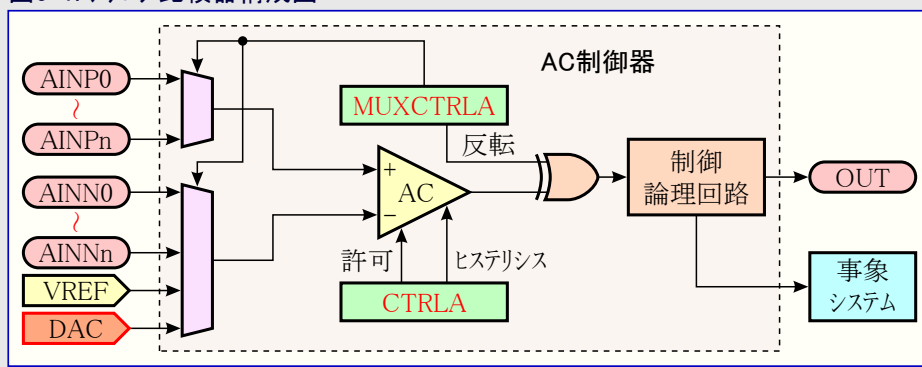 AC制御器
AINP0
~
AINPn
AINN0
~
AINNn
VREF
DAC
MUXCTRLA
反転
+
AC
−
許可
ヒステリシス
CTRLA
制御
論理回路
OUT
事象
システム